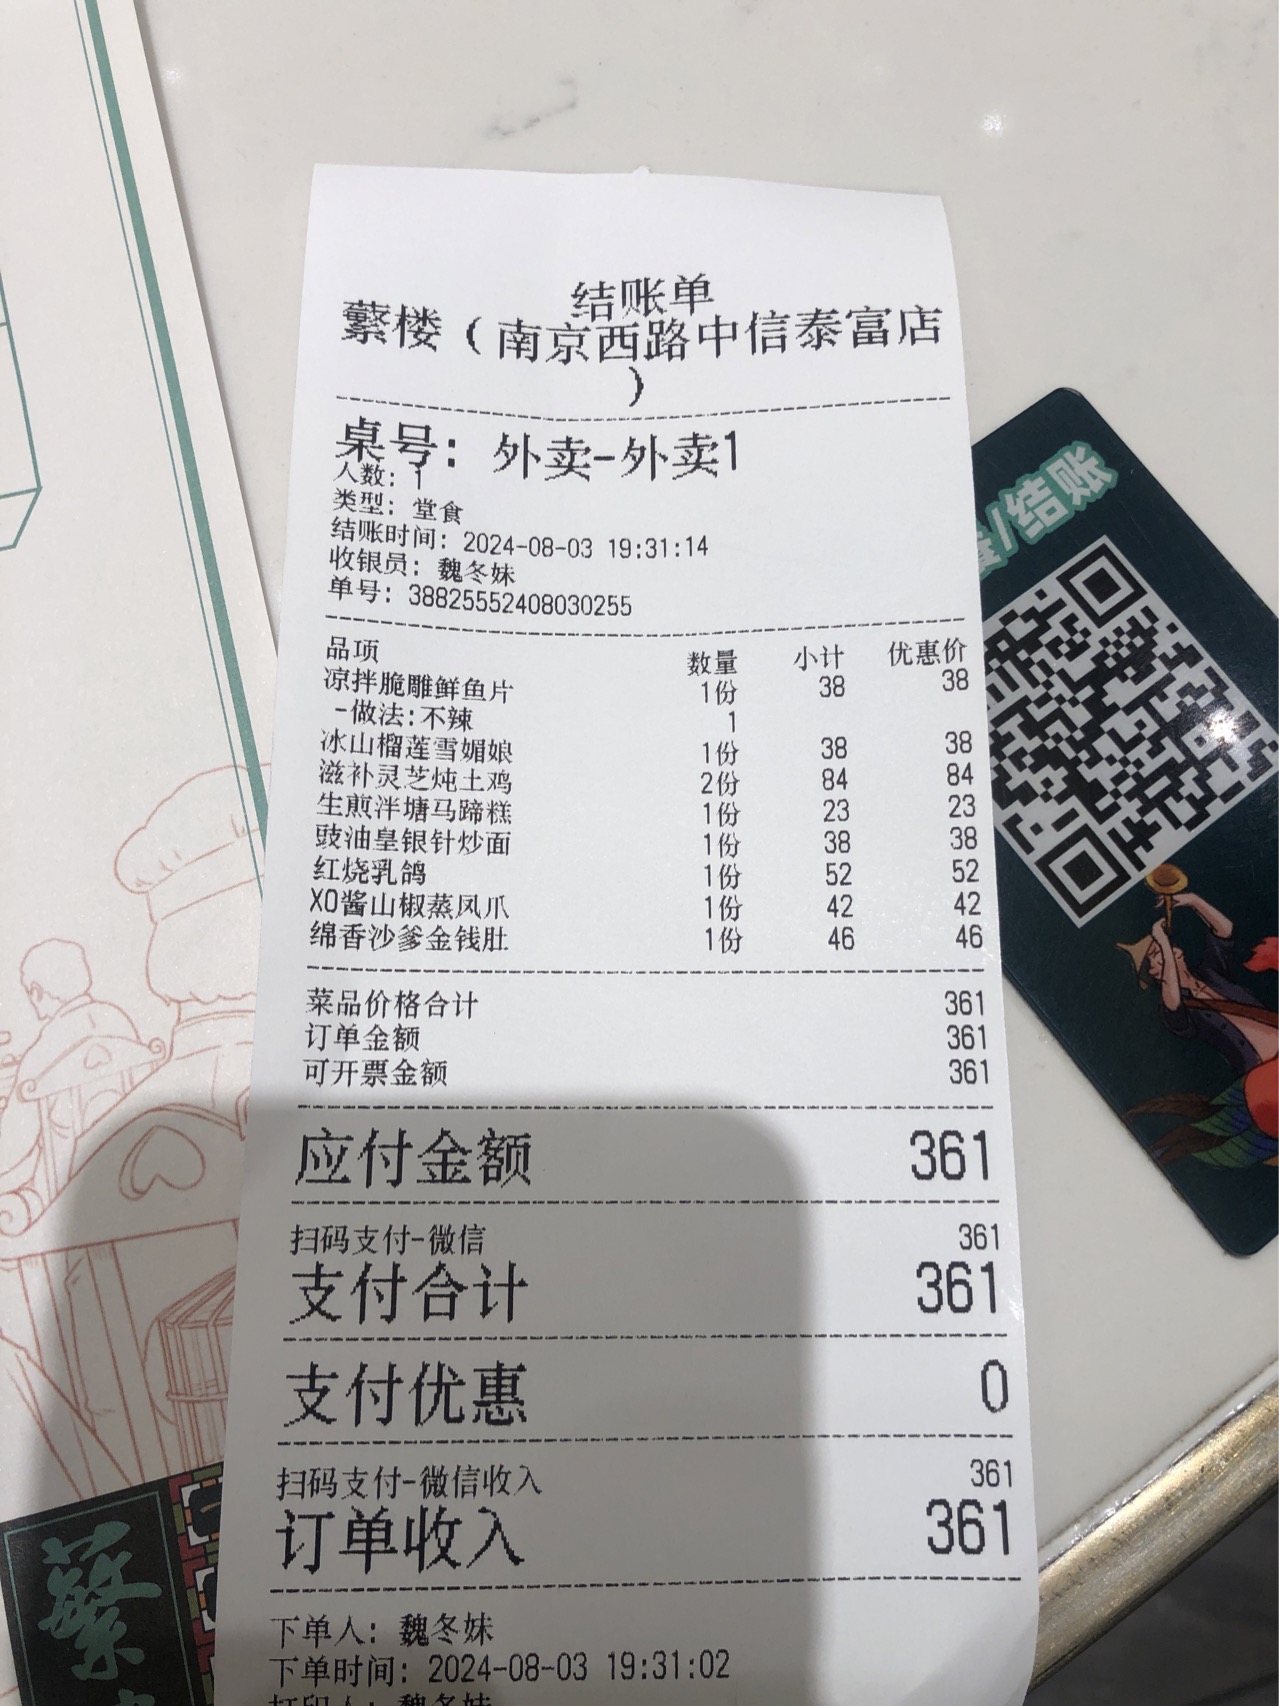 结账单
蘩楼（南京西路中信泰富店
）
桌号：外卖-外卖1
人数：1
类型：堂食
结账时间：2024-08-03 19:31:14
收银员：魏冬妹
单号：38825552408030255
品项 数量 小计 优惠价
凉拌脆雕鲜鱼片 1份 38 38
-做法:不辣 1
冰山榴莲雪媚娘 1份 38 38
滋补灵芝炖土鸡 2份 84 84
生煎泮塘马蹄糕 1份 23 23
豉油皇银针炒面 1份 38 38
红烧乳鸽 1份 52 52
XO酱山椒蒸凤爪 1份 42 42
绵香沙爹金钱肚 1份 46 46
菜品价格合计 361
订单金额 361
可开票金额 361
应付金额 361
扫码支付-微信 361
支付合计 361
支付优惠 0
扫码支付-微信收入 361
订单收入 361
下单人：魏冬妹
下单时间：2024-08-03 19:31:02
打印人：魏冬妹
/结账
蘩